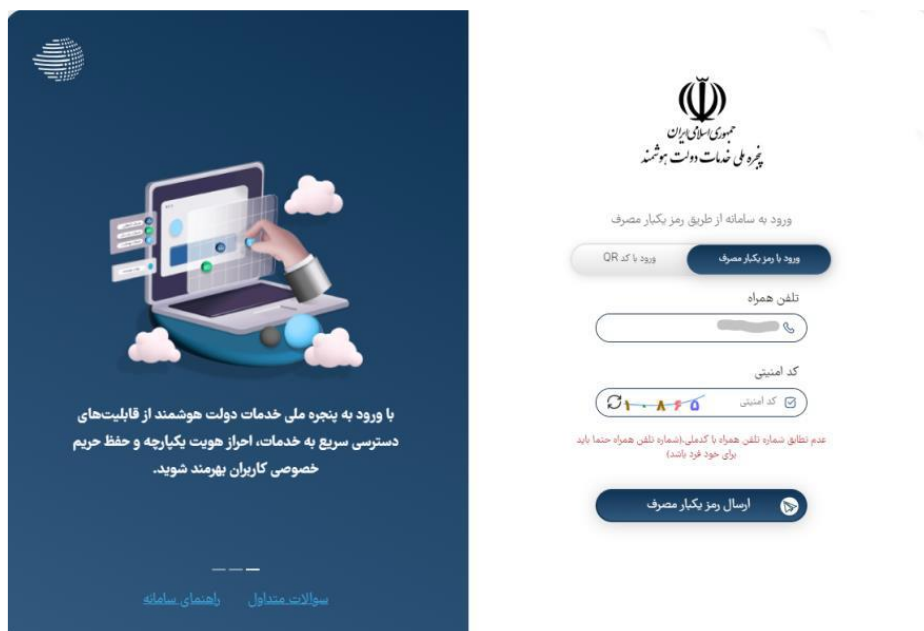 جمهوری اسلامی ایران
پنجره ملی خدمات دولت هوشمند
ورود به سامانه از طریق رمز یکبار مصرف
ورود با رمز یکبار مصرف
ورود با کد QR
تلفن همراه
کد امنیتی
کد امنیتی
۱۰۸۶۵
عدم تطابق شماره تلفن همراه با کدملی.(شماره تلفن همراه حتما باید
برای خود فرد باشد)
ارسال رمز یکبار مصرف
با ورود به پنجره ملی خدمات دولت هوشمند از قابلیت‌های
دسترسی سریع به خدمات، احراز هویت یکپارچه و حفظ حریم
خصوصی کاربران بهرمند شوید.
سوالات متداول
راهنمای سامانه